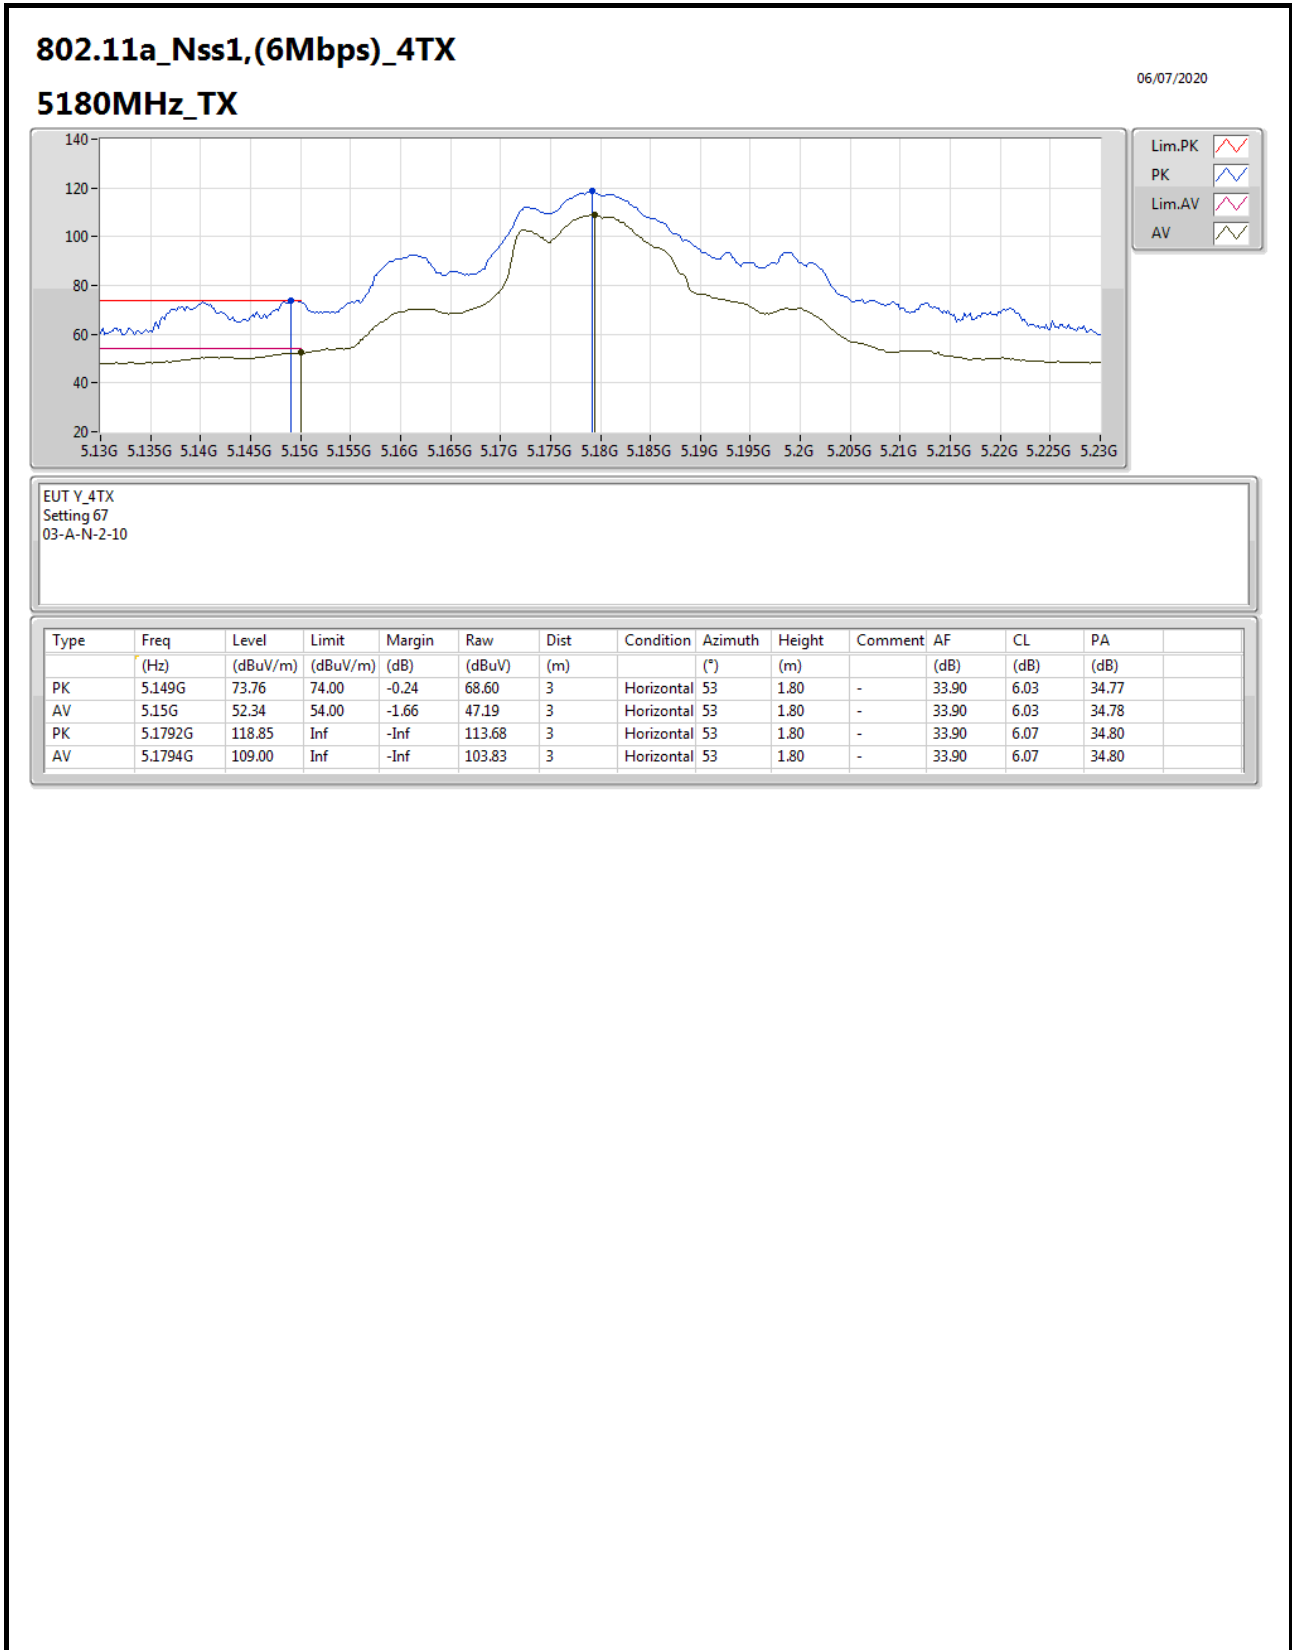 802.11a_Nss1,(6Mbps)_4TX
06/07/2020
5180MHz_TX
140
120
100
80
60
40
20
5.13G 5.135G 5.14G 5.145G 5.15G 5.155G 5.16G 5.165G 5.17G 5.175G 5.18G 5.185G 5.19G 5.195G 5.2G 5.205G 5.21G 5.215G 5.22G 5.225G 5.23G
Lim.PK
PK
Lim.AV
AV
EUT Y_4TX
Setting 67
03-A-N-2-10
Type Freq Level Limit Margin Raw Dist Condition Azimuth Height Comment AF CL PA
(Hz) (dBuV/m) (dBuV/m) (dB) (dBuV) (m) (°) (m) (dB) (dB) (dB)
PK 5.149G 73.76 74.00 -0.24 68.60 3 Horizontal 53 1.80 - 33.90 6.03 34.77
AV 5.15G 52.34 54.00 -1.66 47.19 3 Horizontal 53 1.80 - 33.90 6.03 34.78
PK 5.1792G 118.85 Inf -Inf 113.68 3 Horizontal 53 1.80 - 33.90 6.07 34.80
AV 5.1794G 109.00 Inf -Inf 103.83 3 Horizontal 53 1.80 - 33.90 6.07 34.80